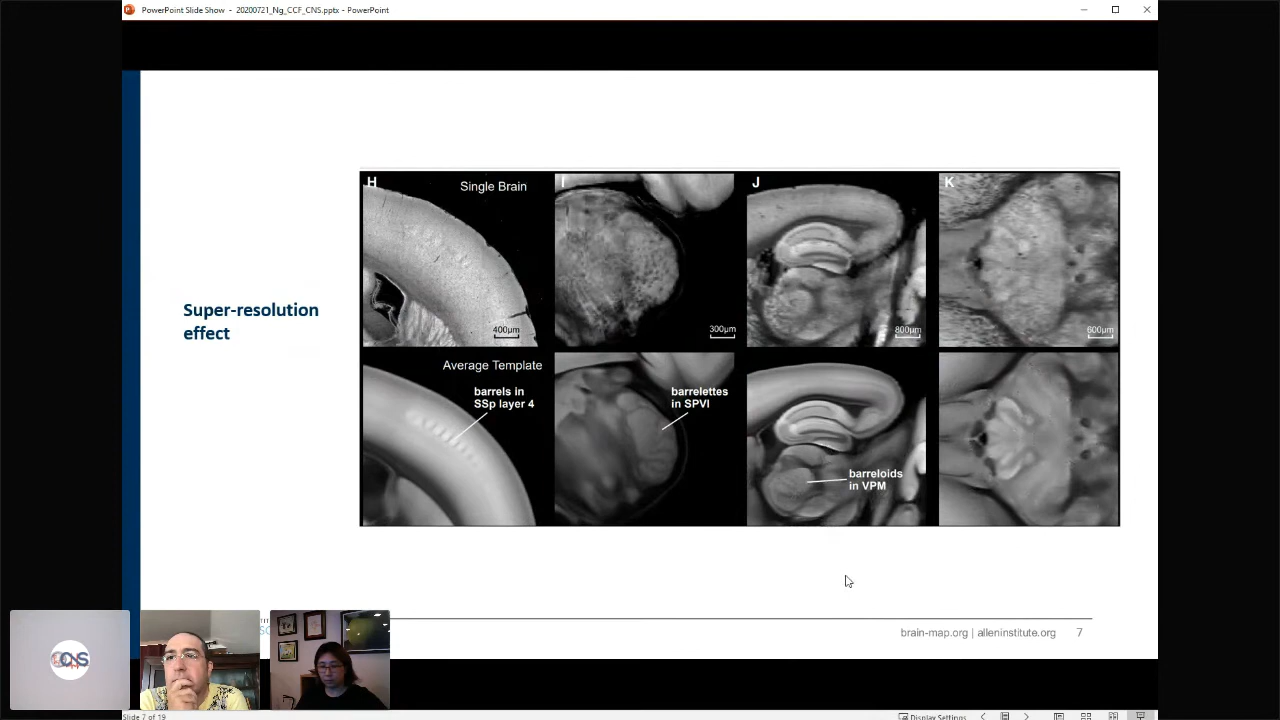 PowerPoint Slide Show - 20200721_Ng_CCF_CNS.pptx - PowerPoint
Super-resolution
effect
H
Single Brain
400µm
I
300µm
J
800µm
K
600µm
Average Template
barrels in
SSp layer 4
barrelettes
in SPVI
barreloids
in VPM
brain-map.org | alleninstitute.org 7
CNS
Slide 7 of 19
Display Settings